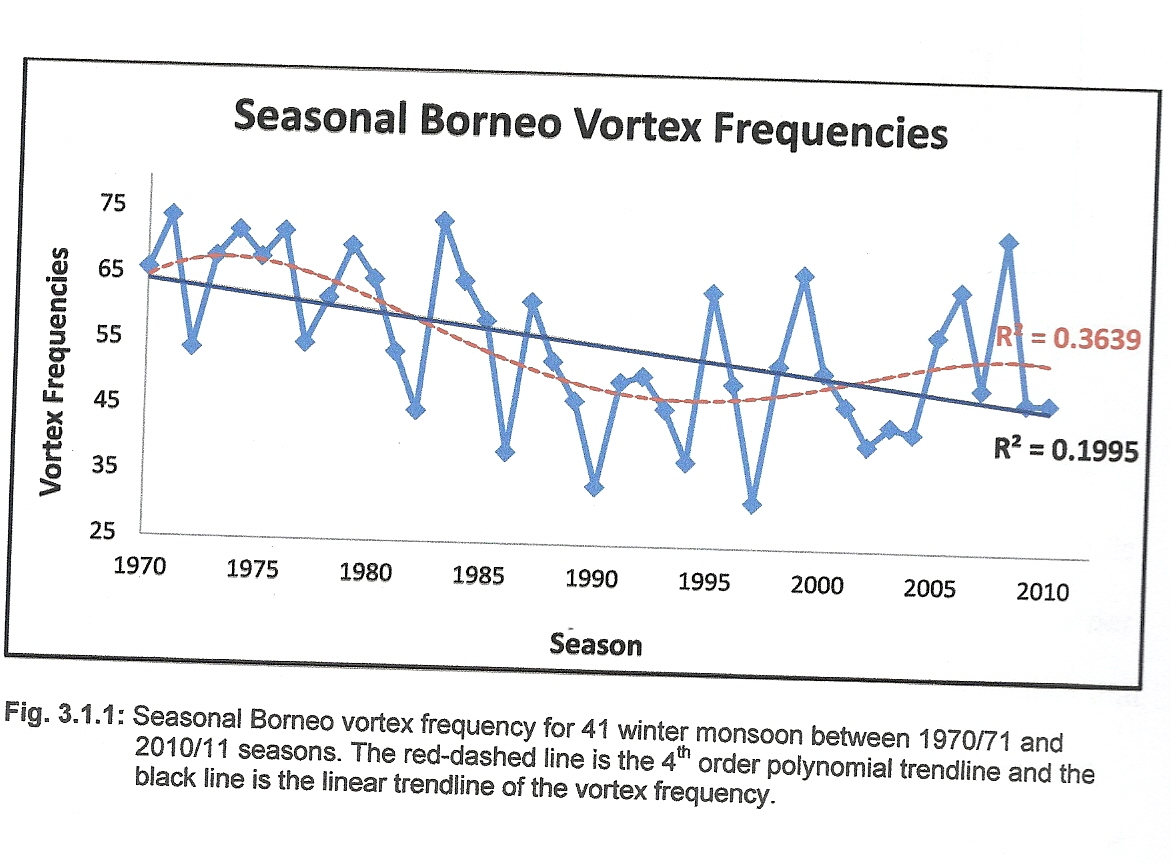 Seasonal Borneo Vortex Frequencies
Vortex Frequencies
75
65
55
45
35
25
R² = 0.3639
R² = 0.1995
1970 1975 1980 1985 1990 1995 2000 2005 2010
Season
Fig. 3.1.1: Seasonal Borneo vortex frequency for 41 winter monsoon between 1970/71 and
2010/11 seasons. The red-dashed line is the 4th order polynomial trendline and the
black line is the linear trendline of the vortex frequency.